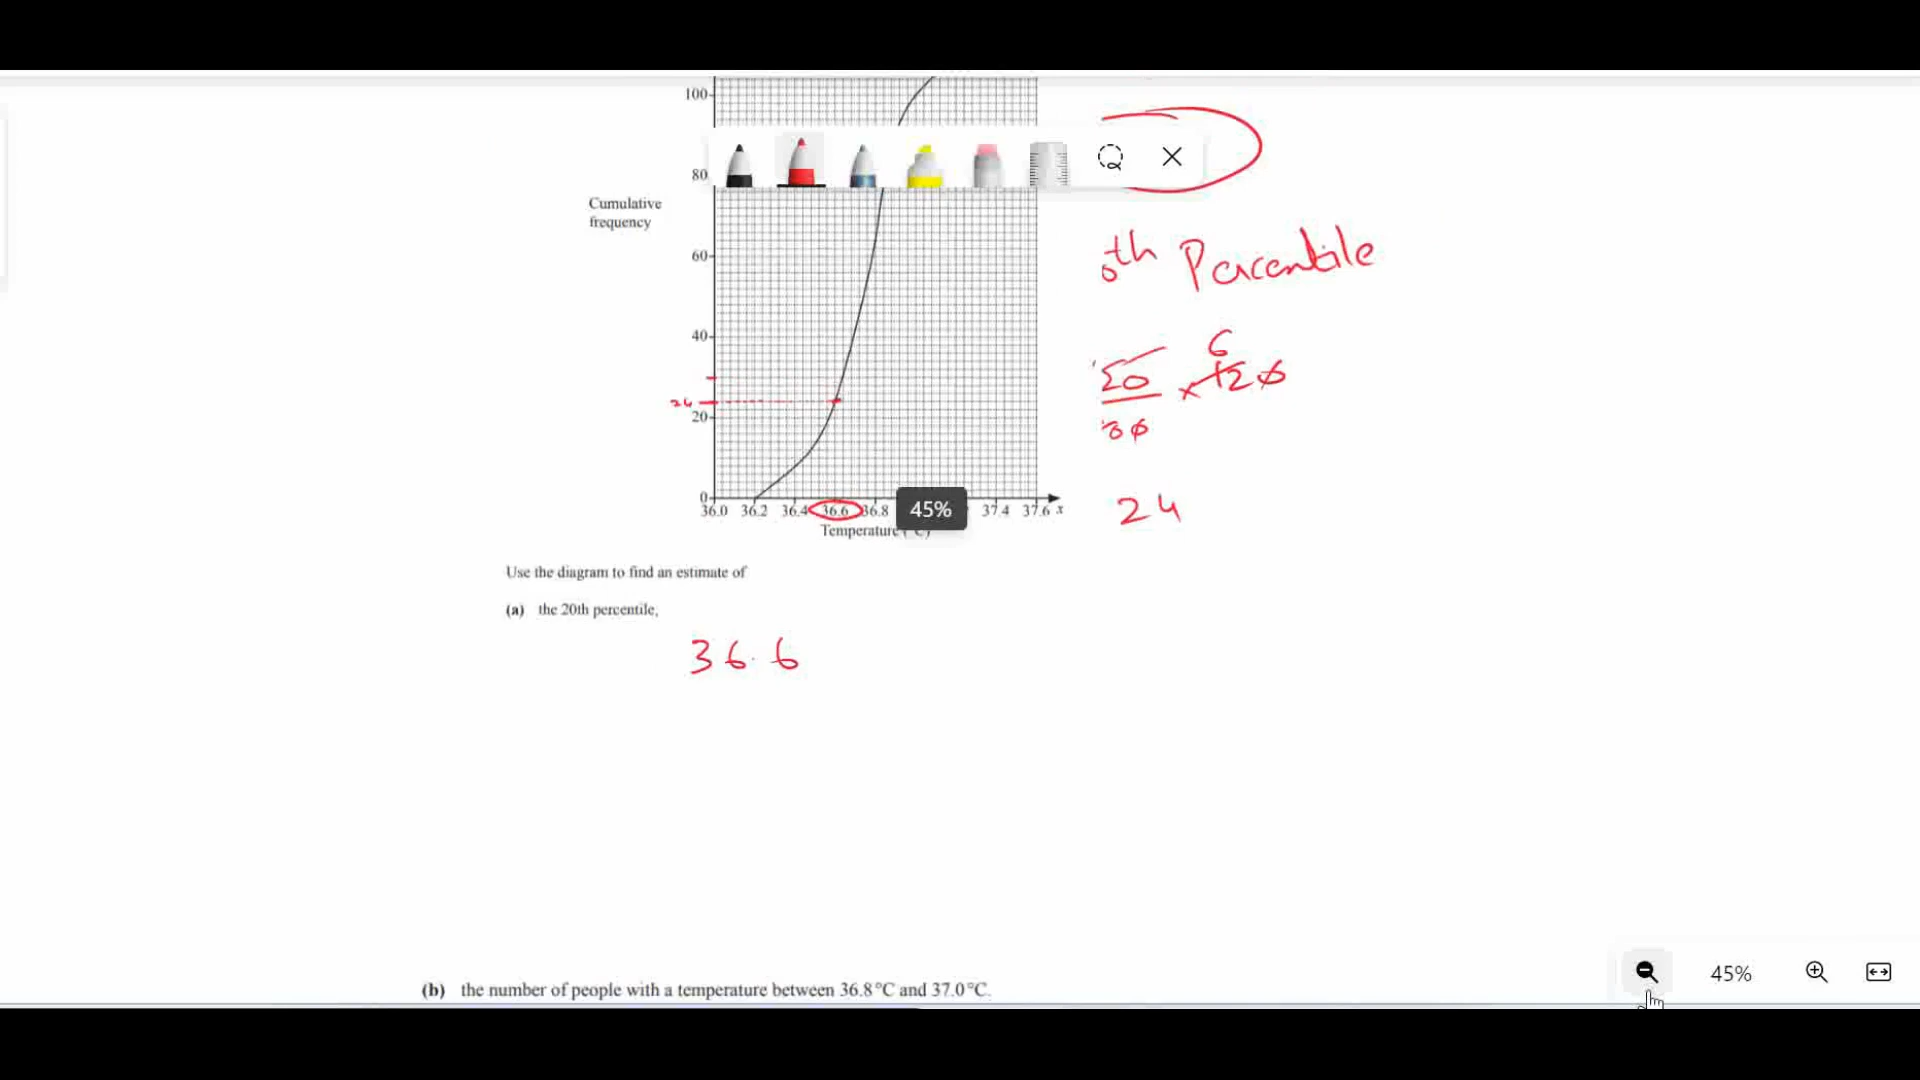 100
80
Cumulative
frequency
60
40
24
20
0
36.0 36.2 36.4 36.6 36.8 37.4 37.6 x
45%
Temperature
th Percentile
20 × 120
6
24
Use the diagram to find an estimate of
(a) the 20th percentile,
36.6
(b) the number of people with a temperature between 36.8°C and 37.0°C.
45%